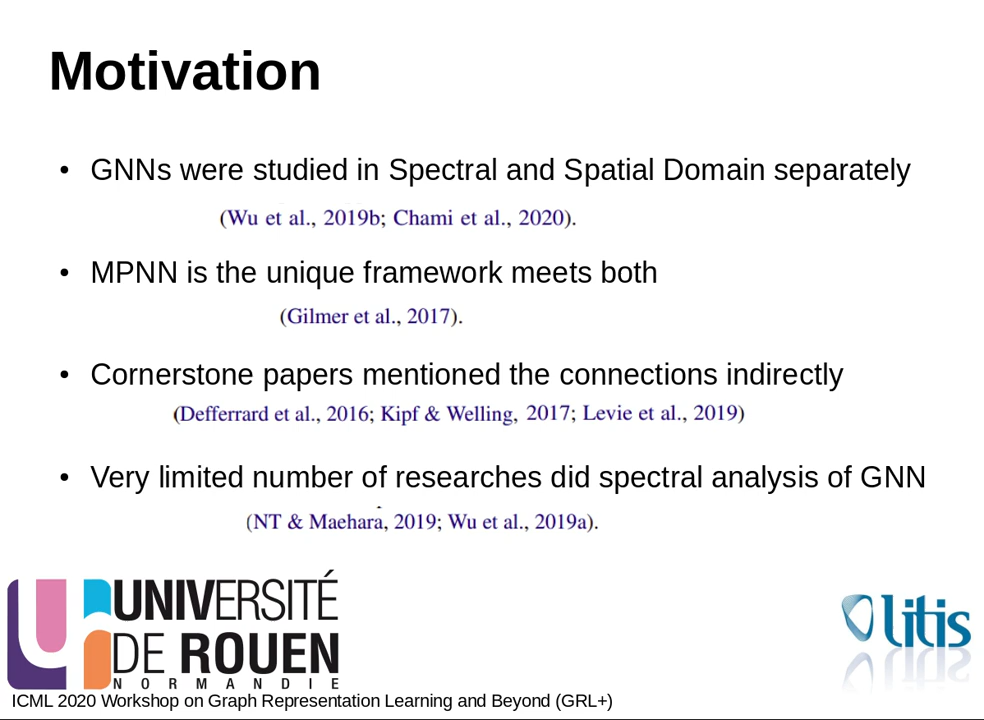 Motivation
• GNNs were studied in Spectral and Spatial Domain separately
(Wu et al., 2019b; Chami et al., 2020).
• MPNN is the unique framework meets both
(Gilmer et al., 2017).
• Cornerstone papers mentioned the connections indirectly
(Defferrard et al., 2016; Kipf & Welling, 2017; Levie et al., 2019)
• Very limited number of researches did spectral analysis of GNN
(NT & Maehara, 2019; Wu et al., 2019a).
UNIVERSITÉ
DE ROUEN
NORMANDIE
litis
ICML 2020 Workshop on Graph Representation Learning and Beyond (GRL+)